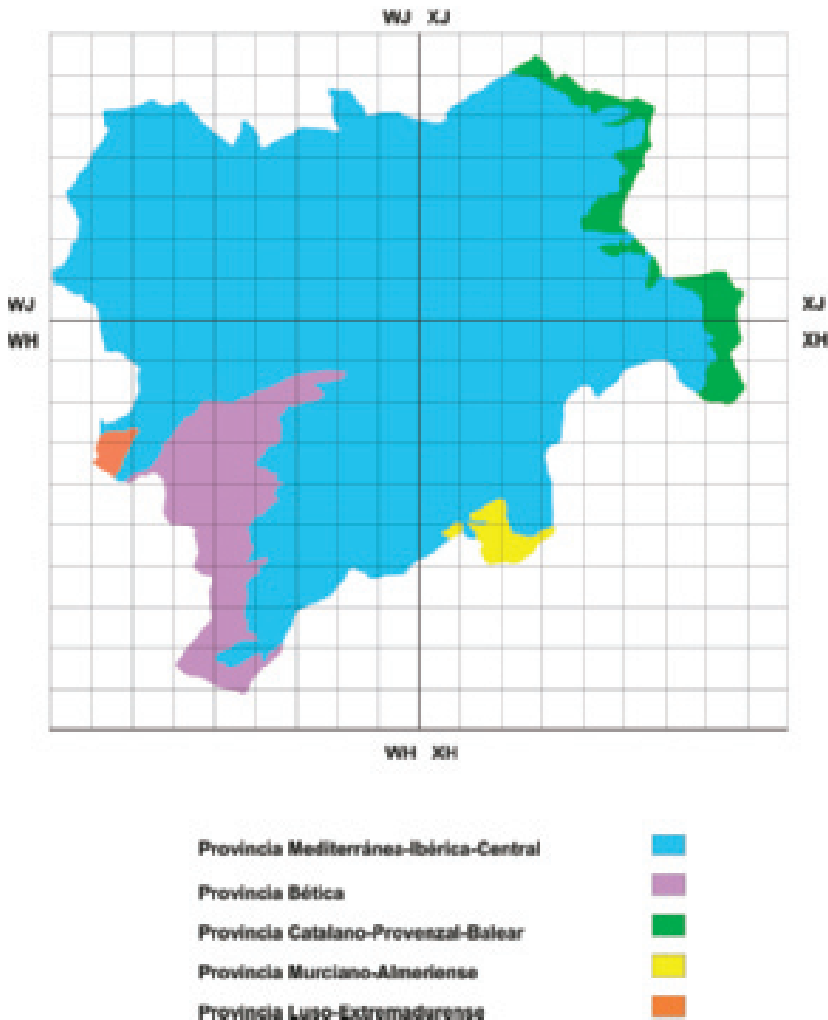 WJ XJ
WJ XJ
WH XH
WH XH
Provincia Mediterránea-Ibérica-Central
Provincia Bética
Provincia Catalano-Provenzal-Balear
Provincia Murciano-Almeriense
Provincia Luso-Extremadurense